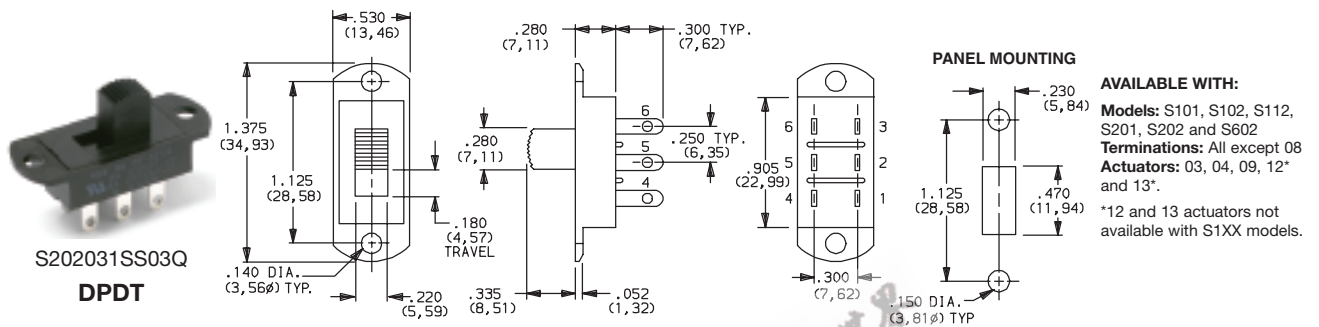 S202031SS03Q
DPDT
.530
(13,46)
1.375
(34,93)
1.125
(28,58)
.180
(4,57)
TRAVEL
.140 DIA.
(3,56ø) TYP.
.220
(5,59)
.280
(7,11)
.300 TYP.
(7,62)
.280
(7,11)
6
5
4
.250 TYP.
(6,35)
.335
(8,51)
.052
(1,32)
6 3
5 2
4 1
.905
(22,99)
.300
(7,62)
PANEL MOUNTING
.230
(5,84)
1.125
(28,58)
.470
(11,94)
.150 DIA.
(3,81ø) TYP
AVAILABLE WITH:
Models: S101, S102, S112,
S201, S202 and S602
Terminations: All except 08
Actuators: 03, 04, 09, 12*
and 13*.
*12 and 13 actuators not
available with S1XX models.